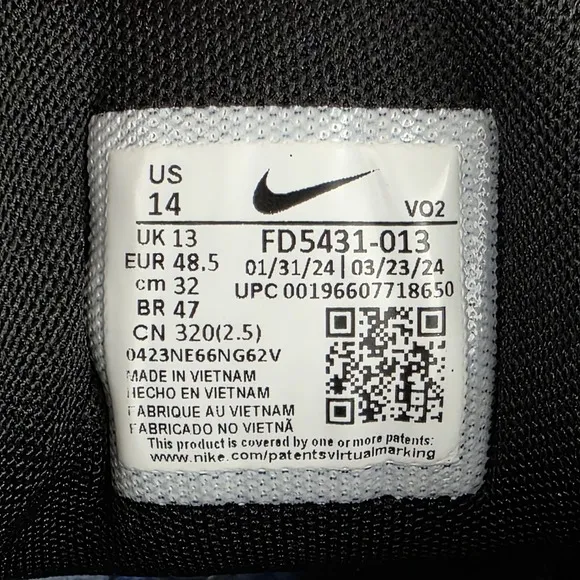 US
14
VO2
UK 13
FD5431-013
EUR 48.5
01/31/24 | 03/23/24
cm 32
UPC 00196607718650
BR 47
CN 320(2.5)
0423NE66NG62V
MADE IN VIETNAM
HECHO EN VIETNAM
FABRIQUE AU VIETNAM
FABRICADO NO VIETNÃ
This product is covered by one or more patents:
www.nike.com/patentsvirtualmarking